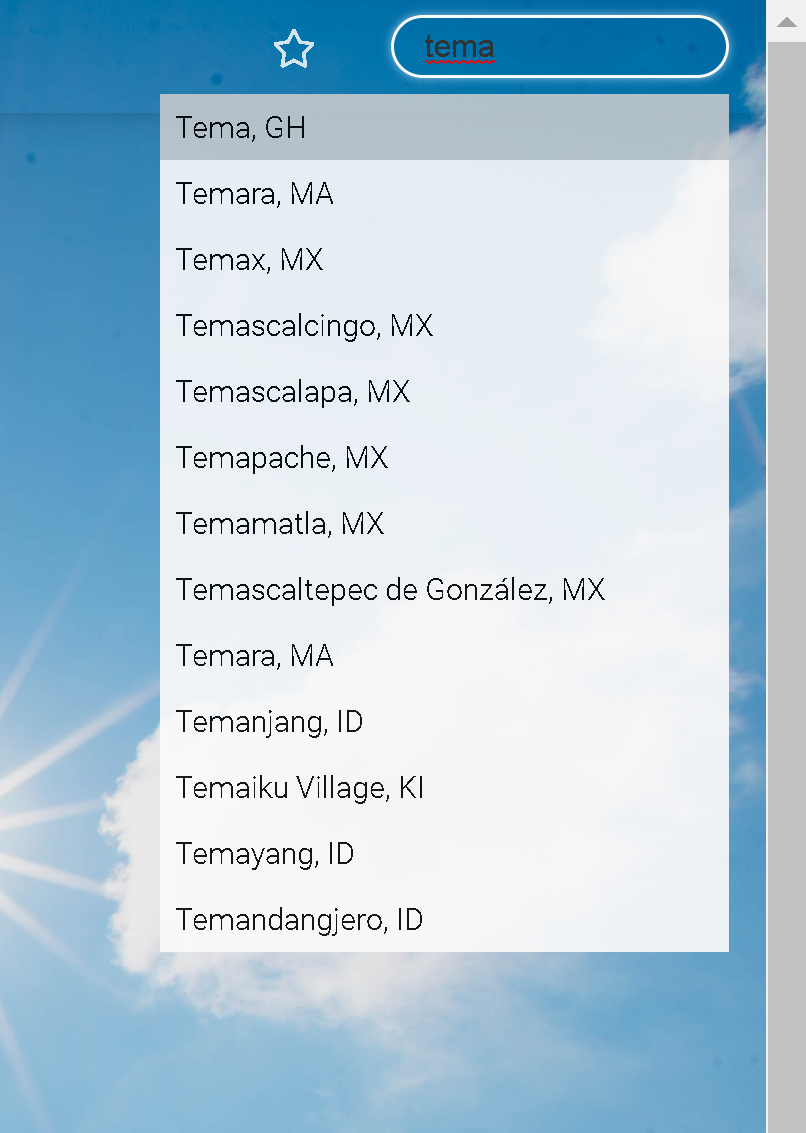 tema
Tema, GH
Temara, MA
Temax, MX
Temascalcingo, MX
Temascalapa, MX
Temapache, MX
Temamatla, MX
Temascaltepec de González, MX
Temara, MA
Temanjang, ID
Temaiku Village, KI
Temayang, ID
Temandangjero, ID